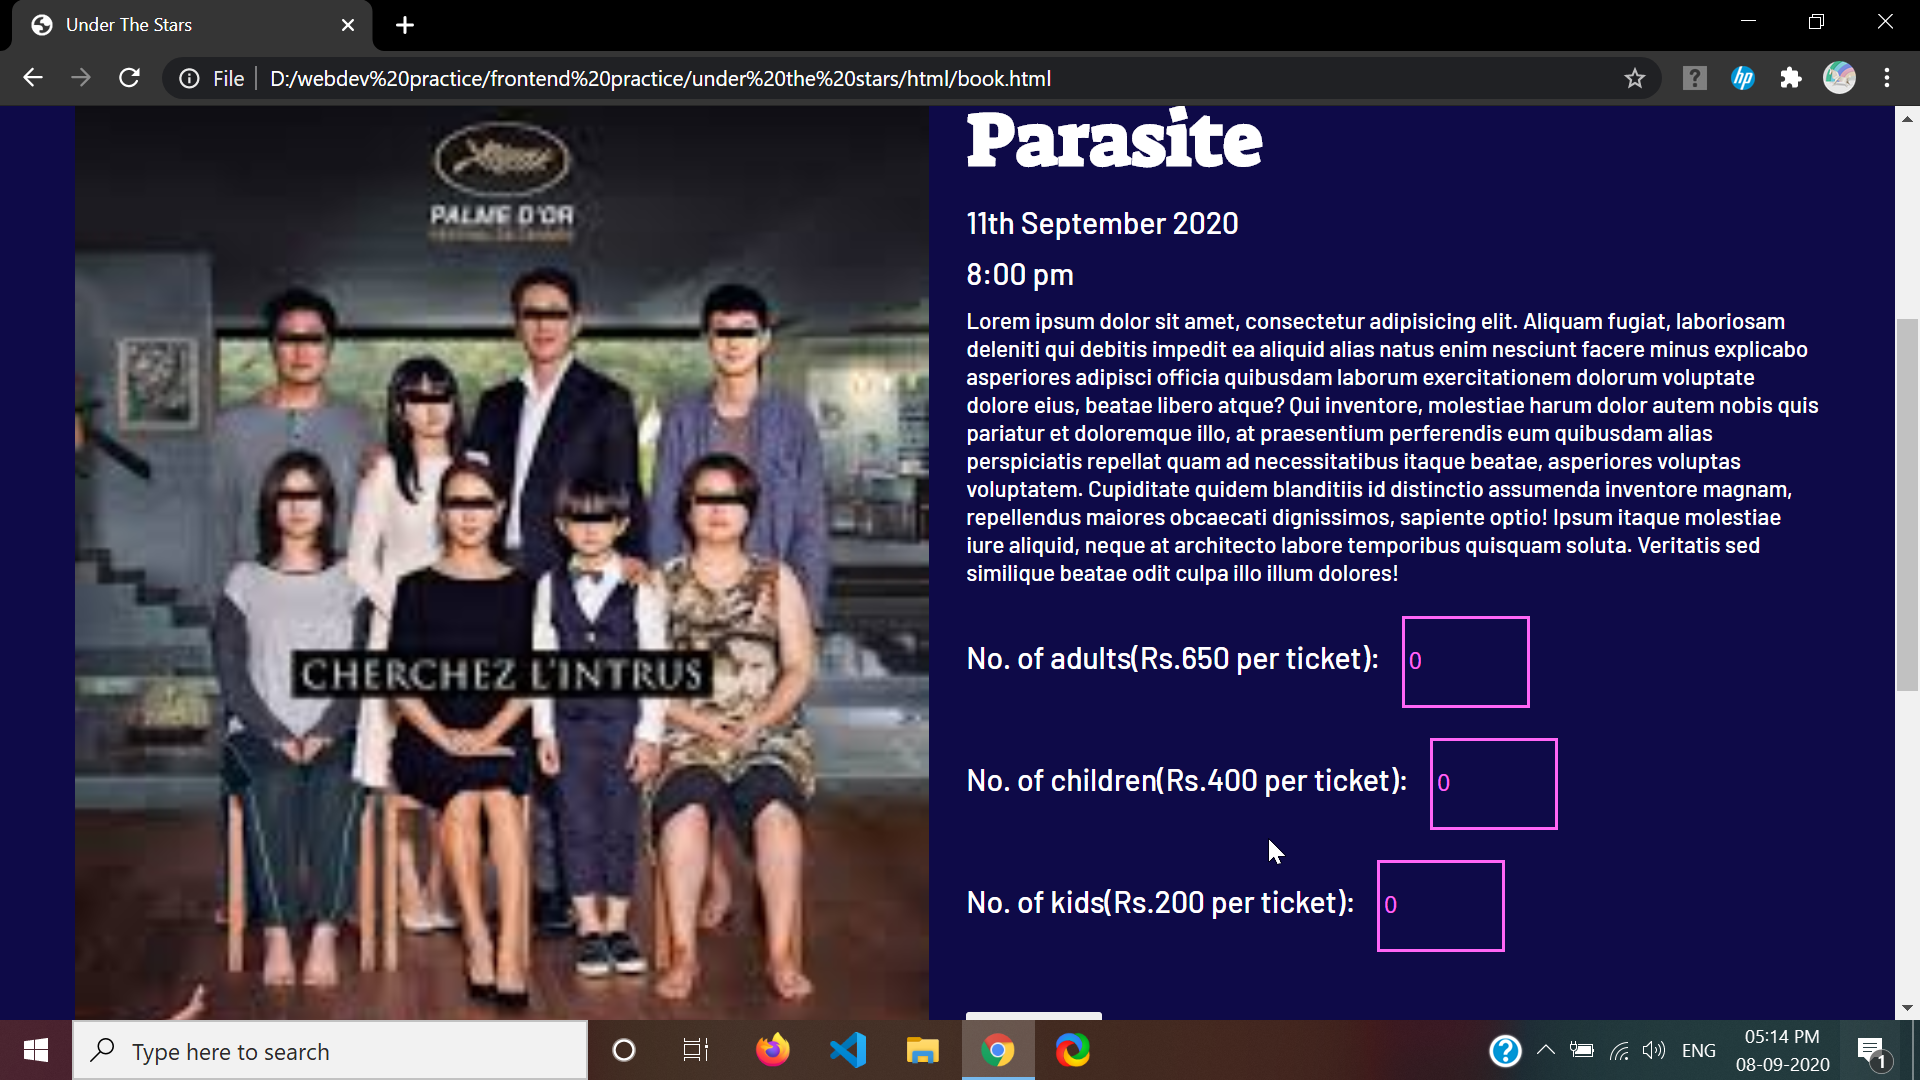 Under The Stars
File
D:/webdev%20practice/frontend%20practice/under%20the%20stars/html/book.html
hp
PALME D'OR
CHERCHEZ L'INTRUS
Parasite
11th September 2020
8:00 pm
Lorem ipsum dolor sit amet, consectetur adipisicing elit. Aliquam fugiat, laboriosam
deleniti qui debitis impedit ea aliquid alias natus enim nesciunt facere minus explicabo
asperiores adipisci officia quibusdam laborum exercitationem dolorum voluptate
dolore eius, beatae libero atque? Qui inventore, molestiae harum dolor autem nobis quis
pariatur et doloremque illo, at praesentium perferendis eum quibusdam alias
perspiciatis repellat quam ad necessitatibus itaque beatae, asperiores voluptas
voluptatem. Cupiditate quidem blanditiis id distinctio assumenda inventore magnam,
repellendus maiores obcaecati dignissimos, sapiente optio! Ipsum itaque molestiae
iure aliquid, neque at architecto labore temporibus quisquam soluta. Veritatis sed
similique beatae odit culpa illo illum dolores!
No. of adults(Rs.650 per ticket): 0
No. of children(Rs.400 per ticket): 0
No. of kids(Rs.200 per ticket): 0
Type here to search
ENG
05:14 PM
08-09-2020
1